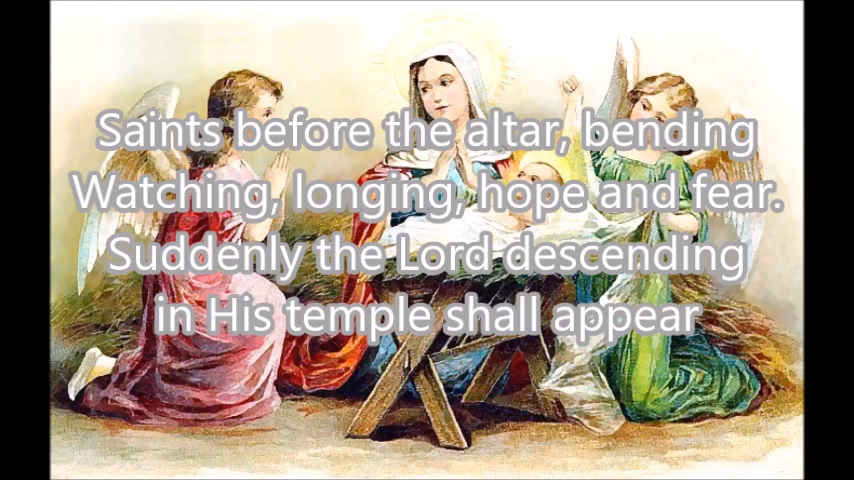 Saints before the altar, bending
Watching, longing, hope and fear.
Suddenly the Lord descending
in His temple shall appear